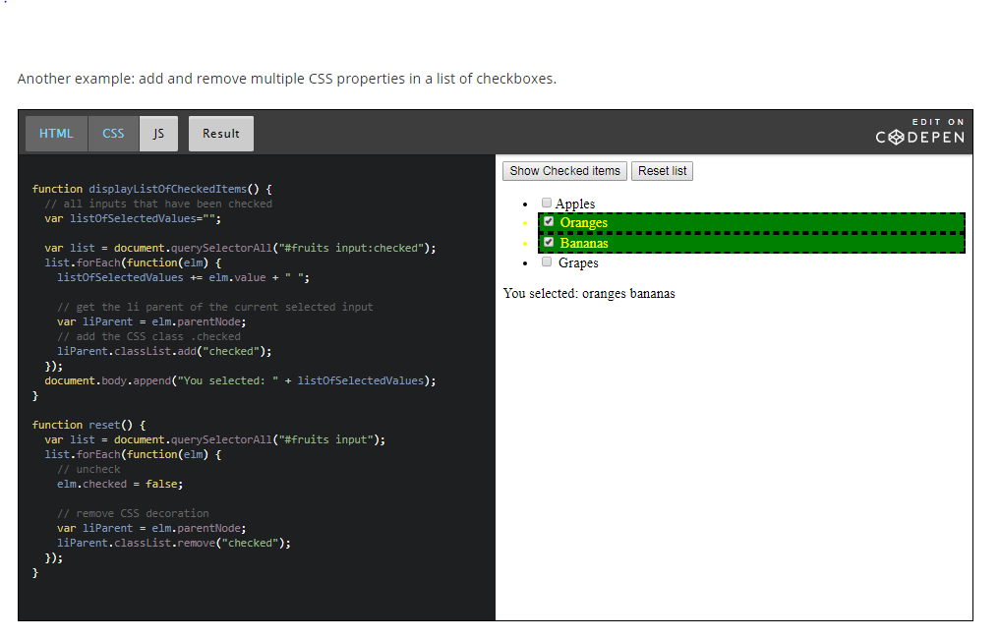 Another example: add and remove multiple CSS properties in a list of checkboxes.
HTML CSS JS Result
EDIT ON
CODEPEN
function displayListOfCheckedItems() {
// all inputs that have been checked
var listOfSelectedValues="";
var list = document.querySelectorAll("#fruits input:checked");
list.forEach(function(elm) {
listOfSelectedValues += elm.value + " ";
// get the li parent of the current selected input
var liParent = elm.parentNode;
// add the CSS class .checked
liParent.classList.add("checked");
});
document.body.append("You selected: " + listOfSelectedValues);
}
function reset() {
var list = document.querySelectorAll("#fruits input");
list.forEach(function(elm) {
// uncheck
elm.checked = false;
// remove CSS decoration
var liParent = elm.parentNode;
liParent.classList.remove("checked");
});
}
Show Checked items Reset list
Apples
Oranges
Bananas
Grapes
You selected: oranges bananas